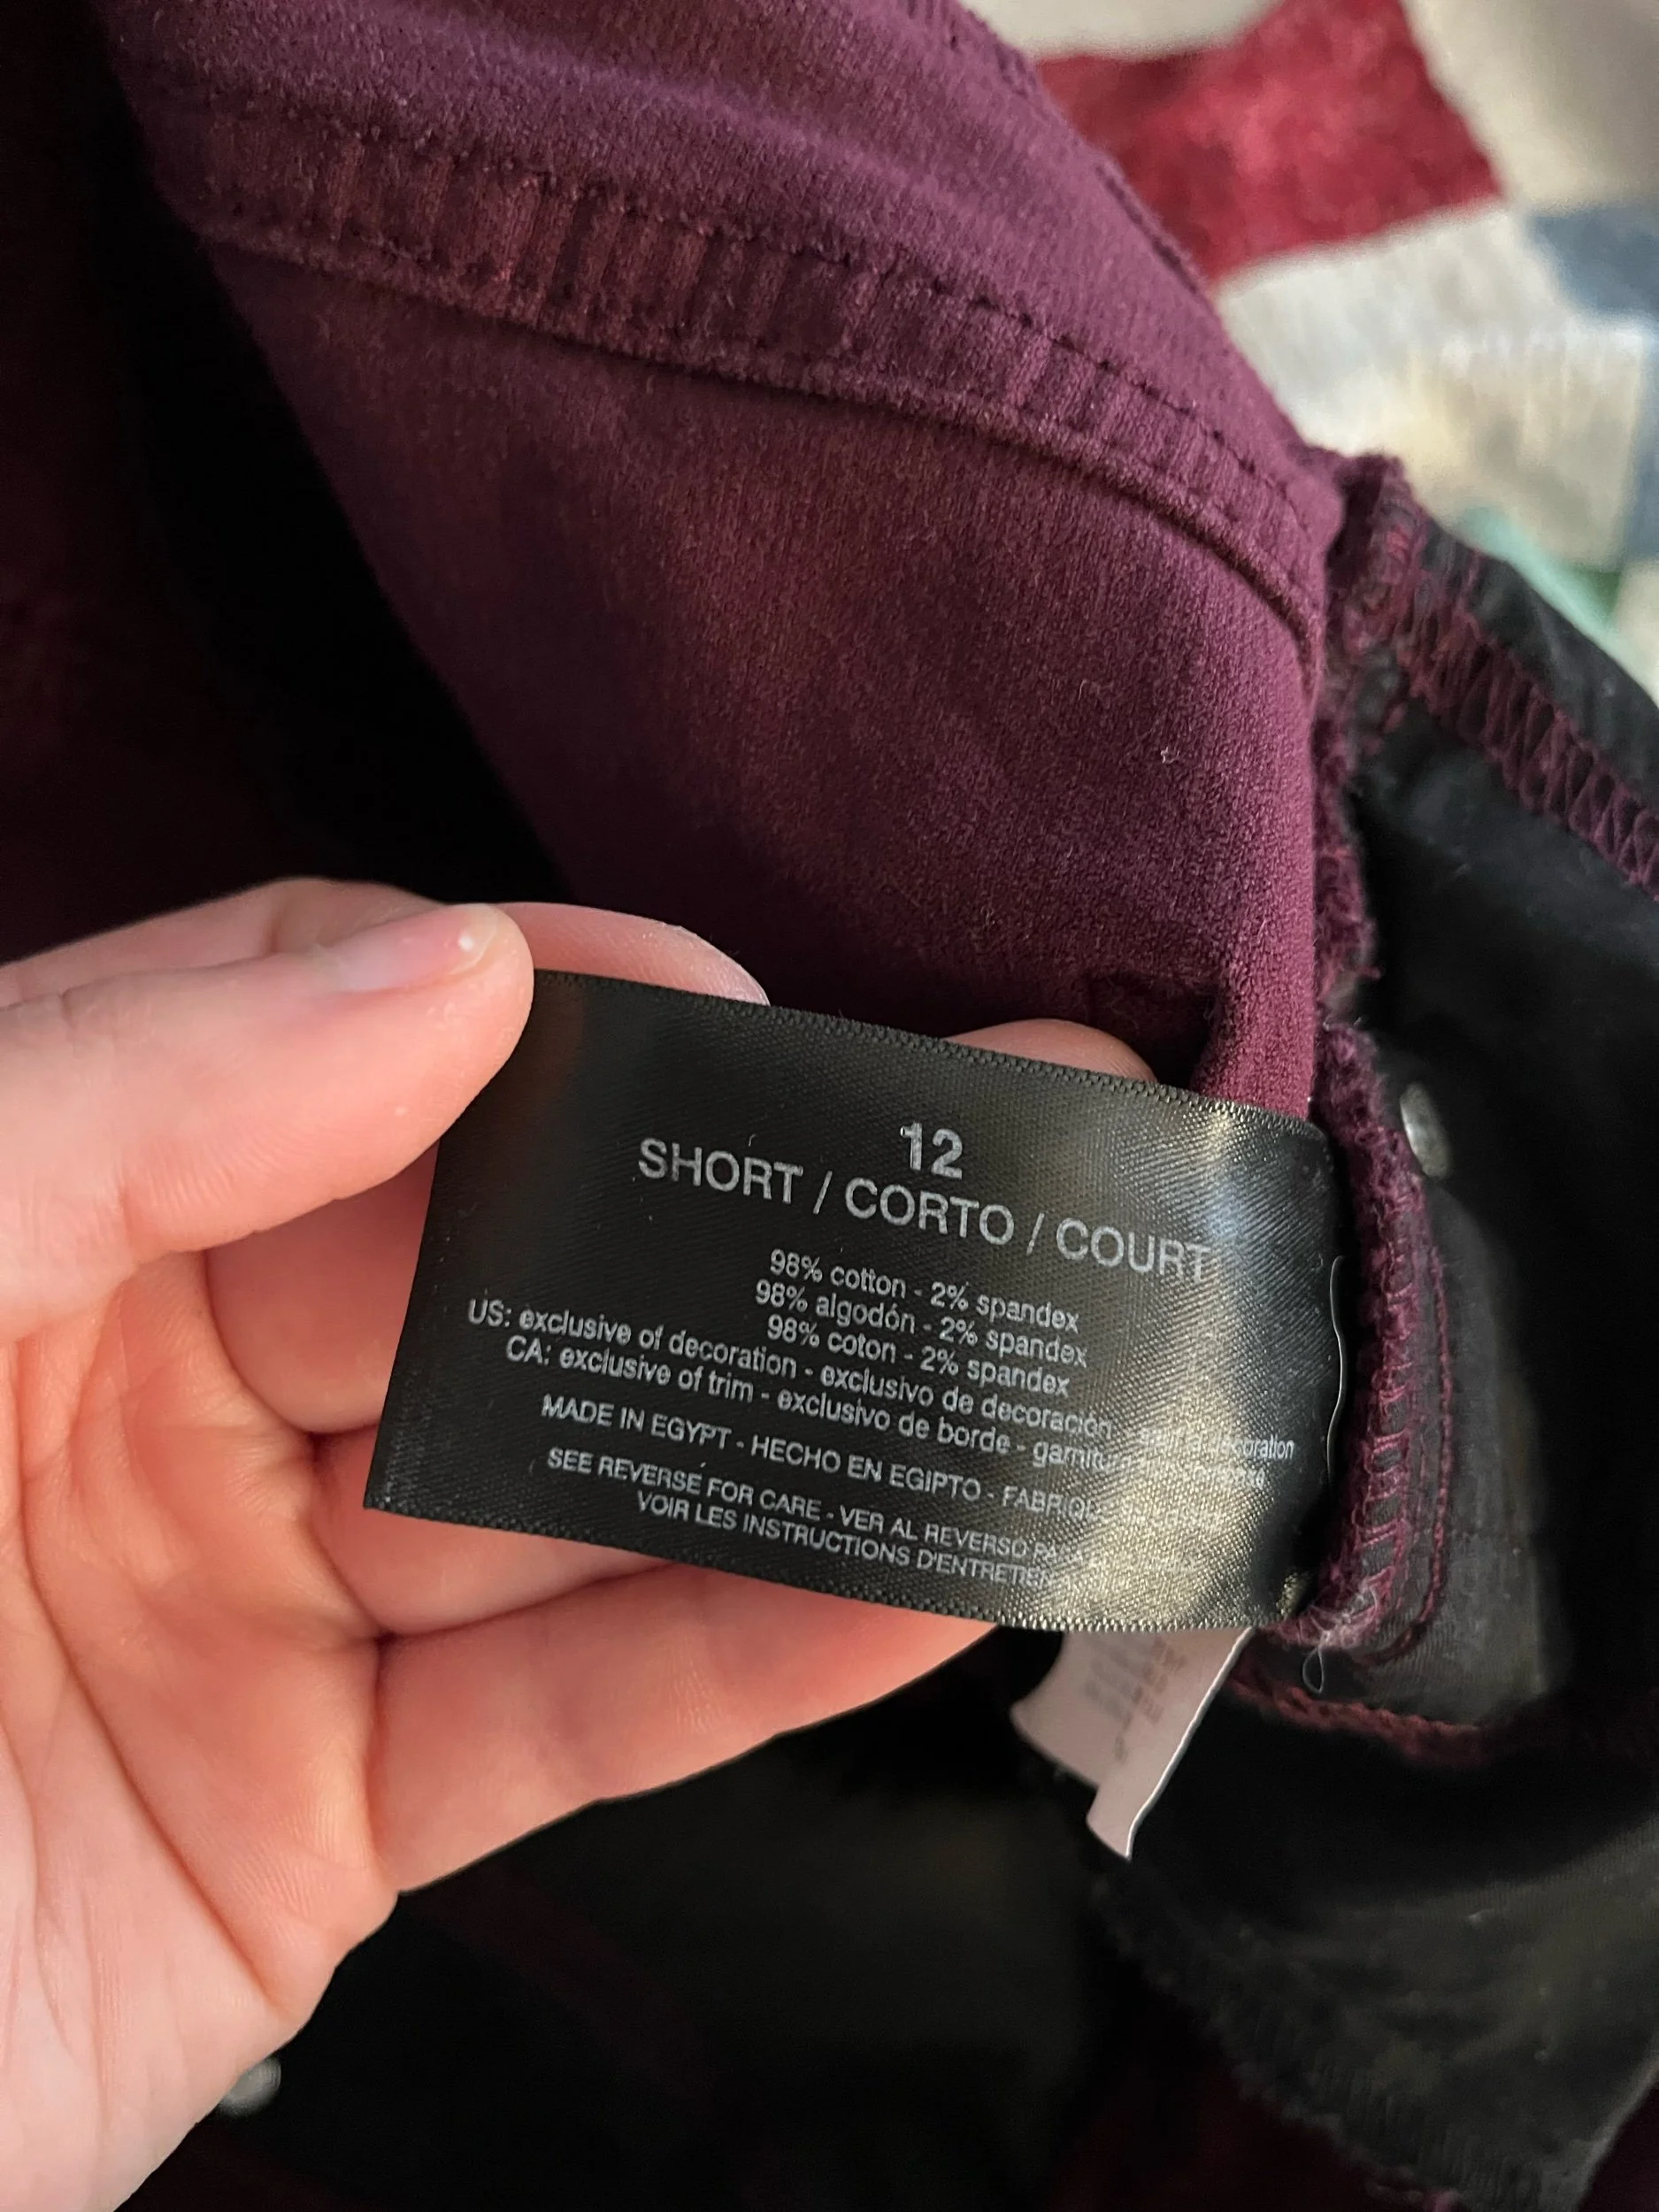 12
SHORT / CORTO / COURT
98% cotton - 2% spandex
98% algodón - 2% spandex
98% coton - 2% spandex
US: exclusive of decoration - exclusivo de decoración
CA: exclusive of trim - exclusivo de borde -
MADE IN EGYPT - HECHO EN EGIPTO -
SEE REVERSE FOR CARE - VER AL REVERSO
VOIR LES INSTRUCTIONS D'ENTRETIEN